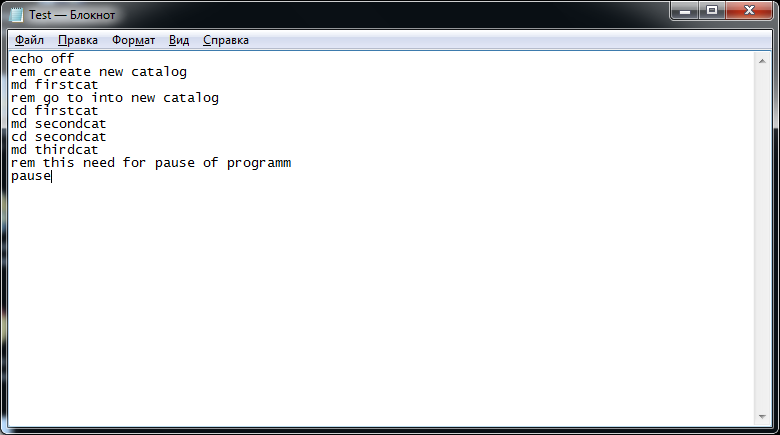 Test — Блокнот
Файл Правка Формат Вид Справка
echo off
rem create new catalog
md firstcat
rem go to into new catalog
cd firstcat
md secondcat
cd secondcat
md thirdcat
rem this need for pause of programm
pause